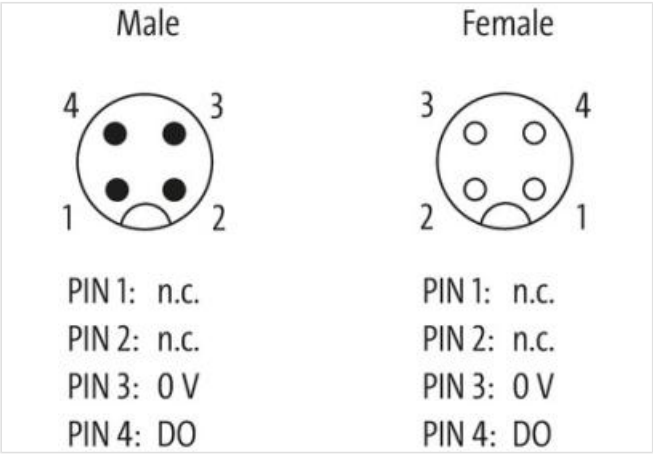 Male Female
4 3 3 4
1 2 2 1
PIN 1: n.c. PIN 1: n.c.
PIN 2: n.c. PIN 2: n.c.
PIN 3: 0 V PIN 3: 0 V
PIN 4: DO PIN 4: DO